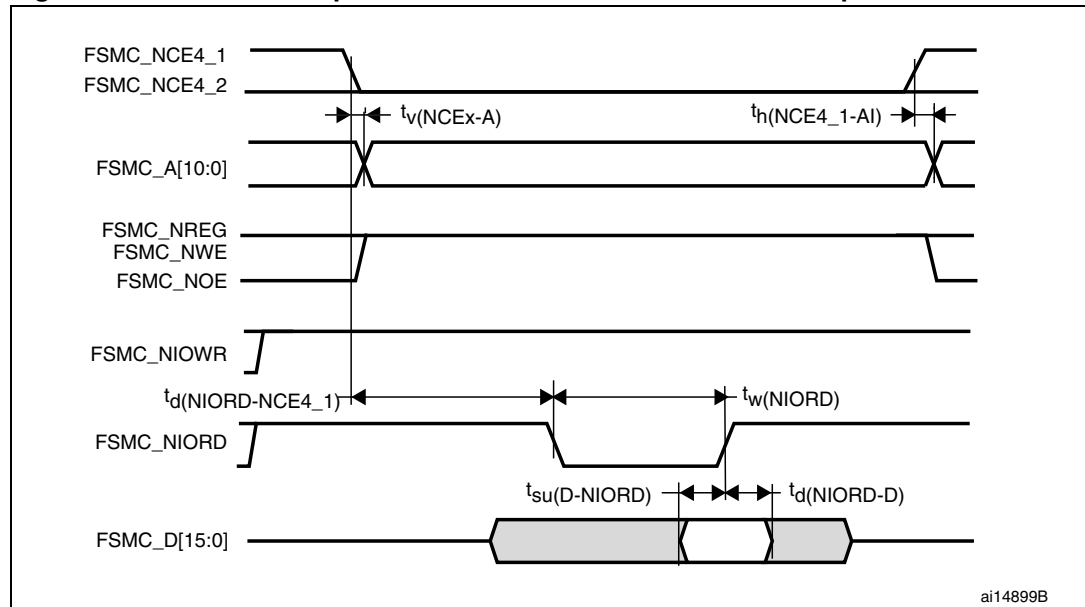 FSMC_NCE4_1
FSMC_NCE4_2
tv(NCEx-A)
th(NCE4_1-AI)
FSMC_A[10:0]
FSMC_NREG
FSMC_NWE
FSMC_NOE
FSMC_NIOWR
td(NIORD-NCE4_1)
tw(NIORD)
FSMC_NIORD
tsu(D-NIORD)
td(NIORD-D)
FSMC_D[15:0]
ai14899B